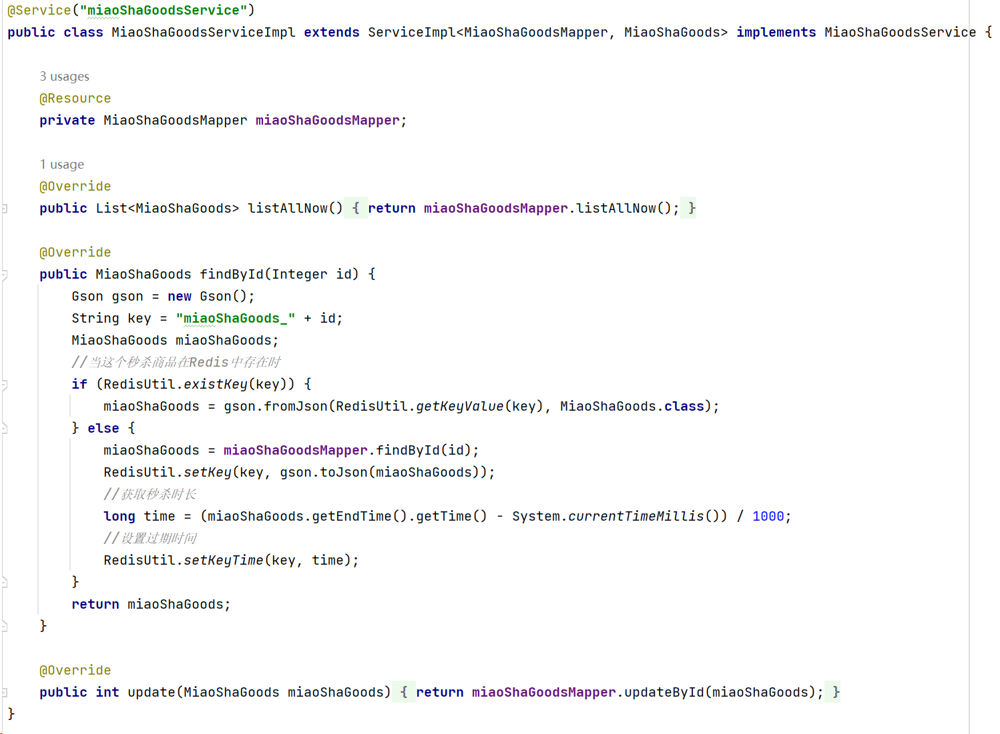 @Service("miaoShaGoodsService")
public class MiaoShaGoodsServiceImpl extends ServiceImpl<MiaoShaGoodsMapper, MiaoShaGoods> implements MiaoShaGoodsService {
3 usages
@Resource
private MiaoShaGoodsMapper miaoShaGoodsMapper;
1 usage
@Override
public List<MiaoShaGoods> listAllNow() { return miaoShaGoodsMapper.listAllNow(); }
@Override
public MiaoShaGoods findById(Integer id) {
Gson gson = new Gson();
String key = "miaoShaGoods_" + id;
MiaoShaGoods miaoShaGoods;
//当这个秒杀商品在Redis中存在时
if (RedisUtil.existKey(key)) {
miaoShaGoods = gson.fromJson(RedisUtil.getKeyValue(key), MiaoShaGoods.class);
} else {
miaoShaGoods = miaoShaGoodsMapper.findById(id);
RedisUtil.setKey(key, gson.toJson(miaoShaGoods));
//获取秒杀时长
long time = (miaoShaGoods.getEndTime().getTime() - System.currentTimeMillis()) / 1000;
//设置过期时间
RedisUtil.setKeyTime(key, time);
}
return miaoShaGoods;
}
@Override
public int update(MiaoShaGoods miaoShaGoods) { return miaoShaGoodsMapper.updateById(miaoShaGoods); }
}